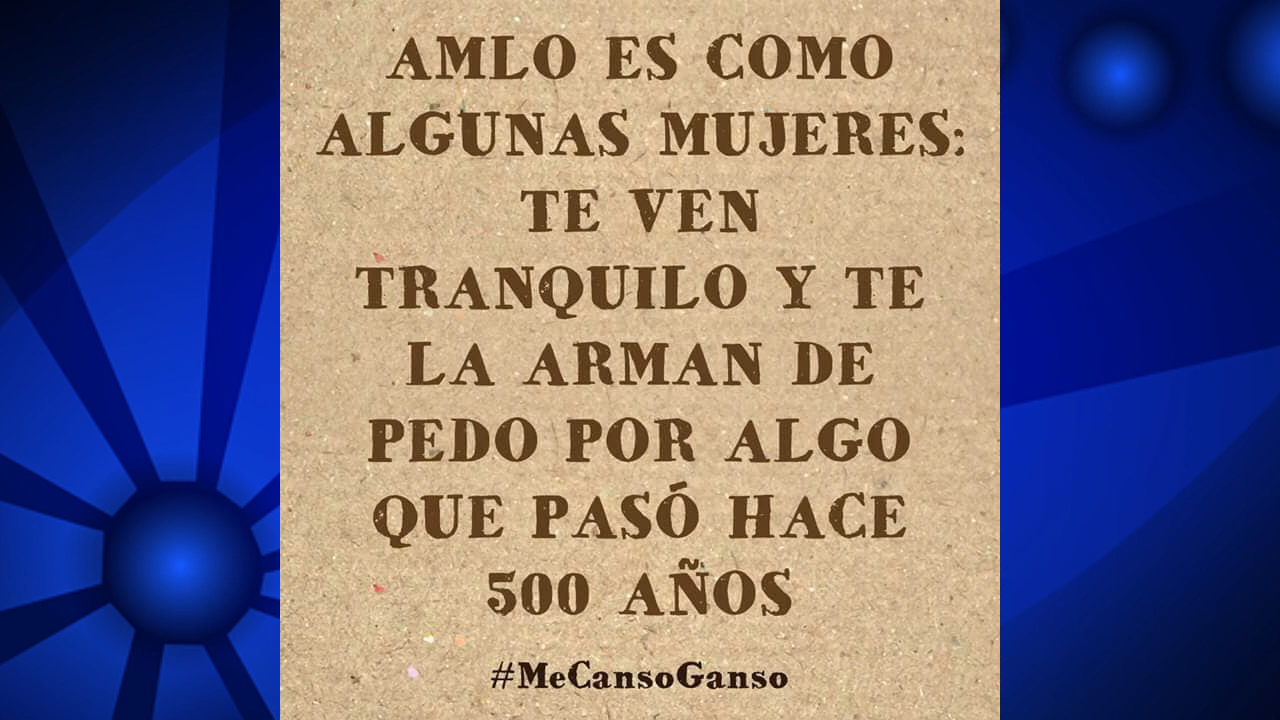 AMLO ES COMO
ALGUNAS MUJERES:
TE VEN
TRANQUILO Y TE
LA ARMAN DE
PEDO POR ALGO
QUE PASÓ HACE
500 AÑOS
#MeCansoGanso